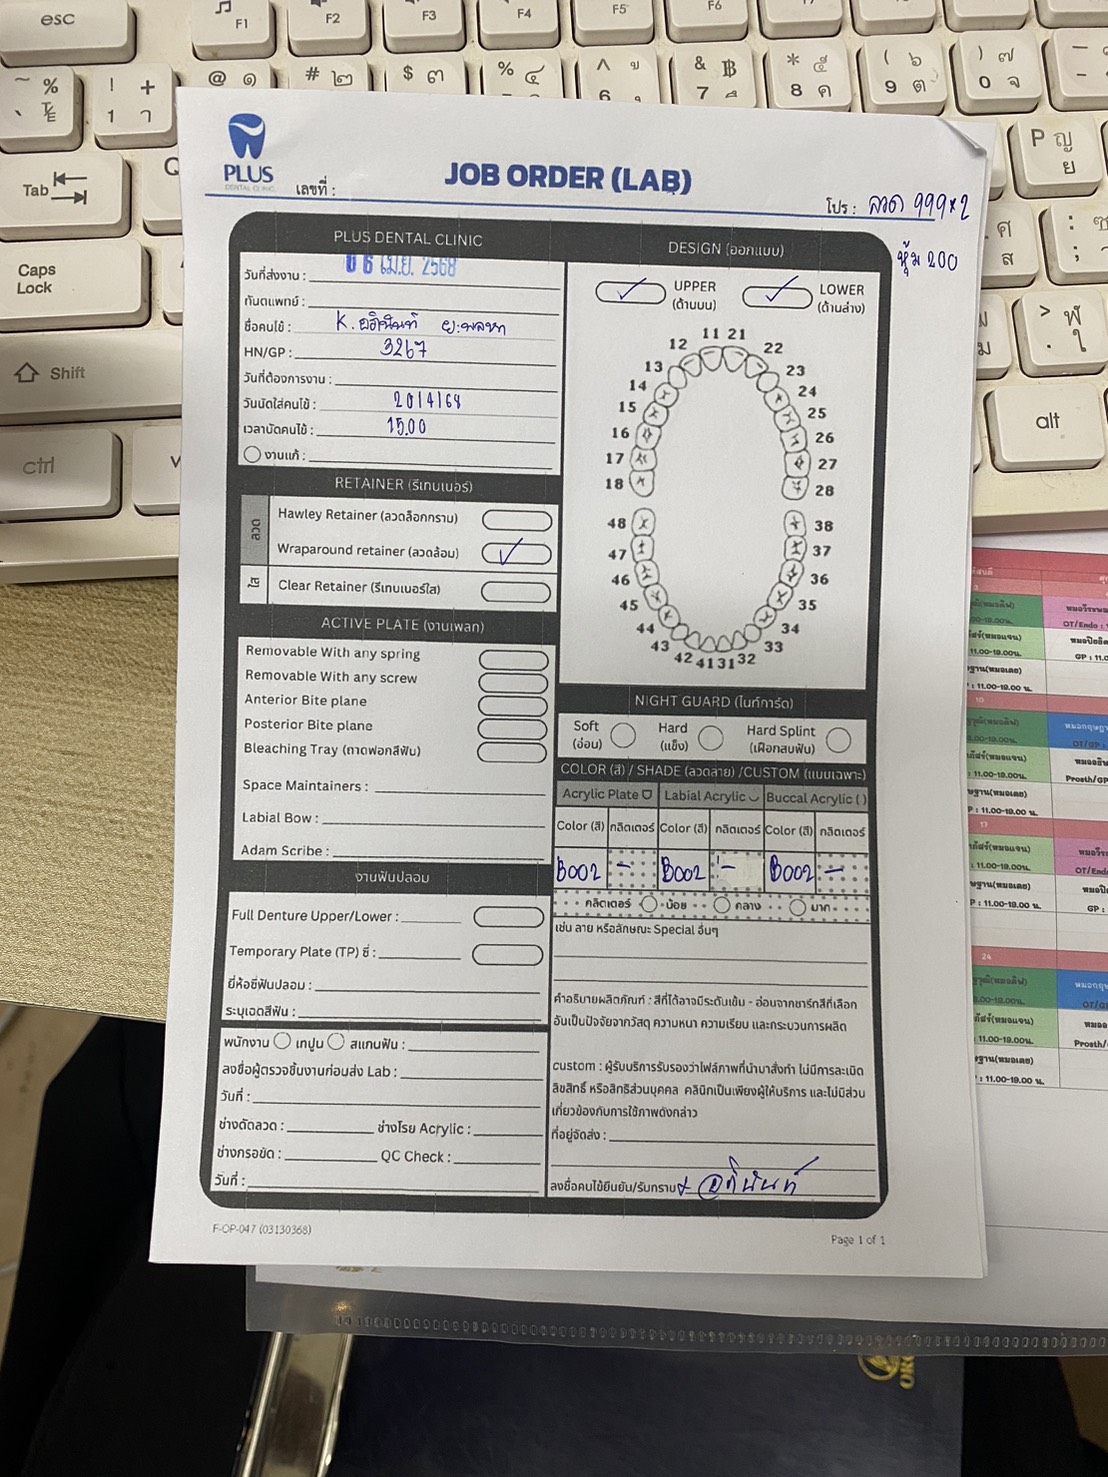 PLUS
DENTAL CLINIC
เลขที่ :
JOB ORDER (LAB)
โปร : ลวด 999x2
หุ้ม 200
PLUS DENTAL CLINIC
วันที่ส่งงาน : 0 6 เม.ย. 2568
ทันตแพทย์ :
ชื่อคนไข้ : K.
HN/GP : 3267
วันที่ต้องการงาน :
วันนัดใส่คนไข้ : 20/4/68
เวลานัดคนไข้ : 15.00
งานแก้ :
RETAINER (รีเทนเนอร์)
ลวด
Hawley Retainer (ลวดล็อกกราม)
Wraparound retainer (ลวดล้อม)
ใส
Clear Retainer (รีเทนเนอร์ใส)
ACTIVE PLATE (งานเพลท)
Removable With any spring
Removable With any screw
Anterior Bite plane
Posterior Bite plane
Bleaching Tray (ถาดฟอกสีฟัน)
Space Maintainers :
Labial Bow :
Adam Scribe :
งานฟันปลอม
Full Denture Upper/Lower :
Temporary Plate (TP) ซี่ :
ยี่ห้อซี่ฟันปลอม :
ระบุเฉดสีฟัน :
พนักงาน เทปูน สแกนฟัน :
ลงชื่อผู้ตรวจชิ้นงานก่อนส่ง Lab :
วันที่ :
ช่างดัดลวด : ช่างโรย Acrylic :
ช่างกรอขัด : QC Check :
วันที่ :
DESIGN (ออกแบบ)
UPPER
(ด้านบน)
LOWER
(ด้านล่าง)
11 21
12 22
13 23
14 24
15 25
16 26
17 27
18 28
48 38
47 37
46 36
45 35
44 34
43 33
42 41 31 32
NIGHT GUARD (ไนท์การ์ด)
Soft
(อ่อน)
Hard
(แข็ง)
Hard Splint
(เฝือกสบฟัน)
COLOR (สี) / SHADE (ลวดลาย) /CUSTOM (แบบเฉพาะ)
Acrylic Plate Labial Acrylic Buccal Acrylic ( )
Color (สี) กลิตเตอร์ Color (สี) กลิตเตอร์ Color (สี) กลิตเตอร์
B002 - B002 - B002 -
กลิตเตอร์ น้อย กลาง มาก
เช่น ลาย หรือลักษณะ Special อื่นๆ
คำอธิบายผลิตภัณฑ์ : สีที่ได้อาจมีระดับเข้ม - อ่อนจากชาร์ทสีที่เลือก
อันเป็นปัจจัยจากวัสดุ ความหนา ความเรียบ และกระบวนการผลิต
custom : ผู้รับบริการรับรองว่าไฟล์ภาพที่นำมาสั่งทำ ไม่มีการละเมิด
ลิขสิทธิ์ หรือสิทธิส่วนบุคคล คลินิกเป็นเพียงผู้ให้บริการ และไม่มีส่วน
เกี่ยวข้องกับการใช้ภาพดังกล่าว
ที่อยู่จัดส่ง :
ลงชื่อคนไข้ยืนยัน/รับทราบ
F-OP-047 (03130368)
Page 1 of 1
esc
F1
F2
F3
F4
F5
F6
Tab
Caps
Lock
Shift
ctrl
alt